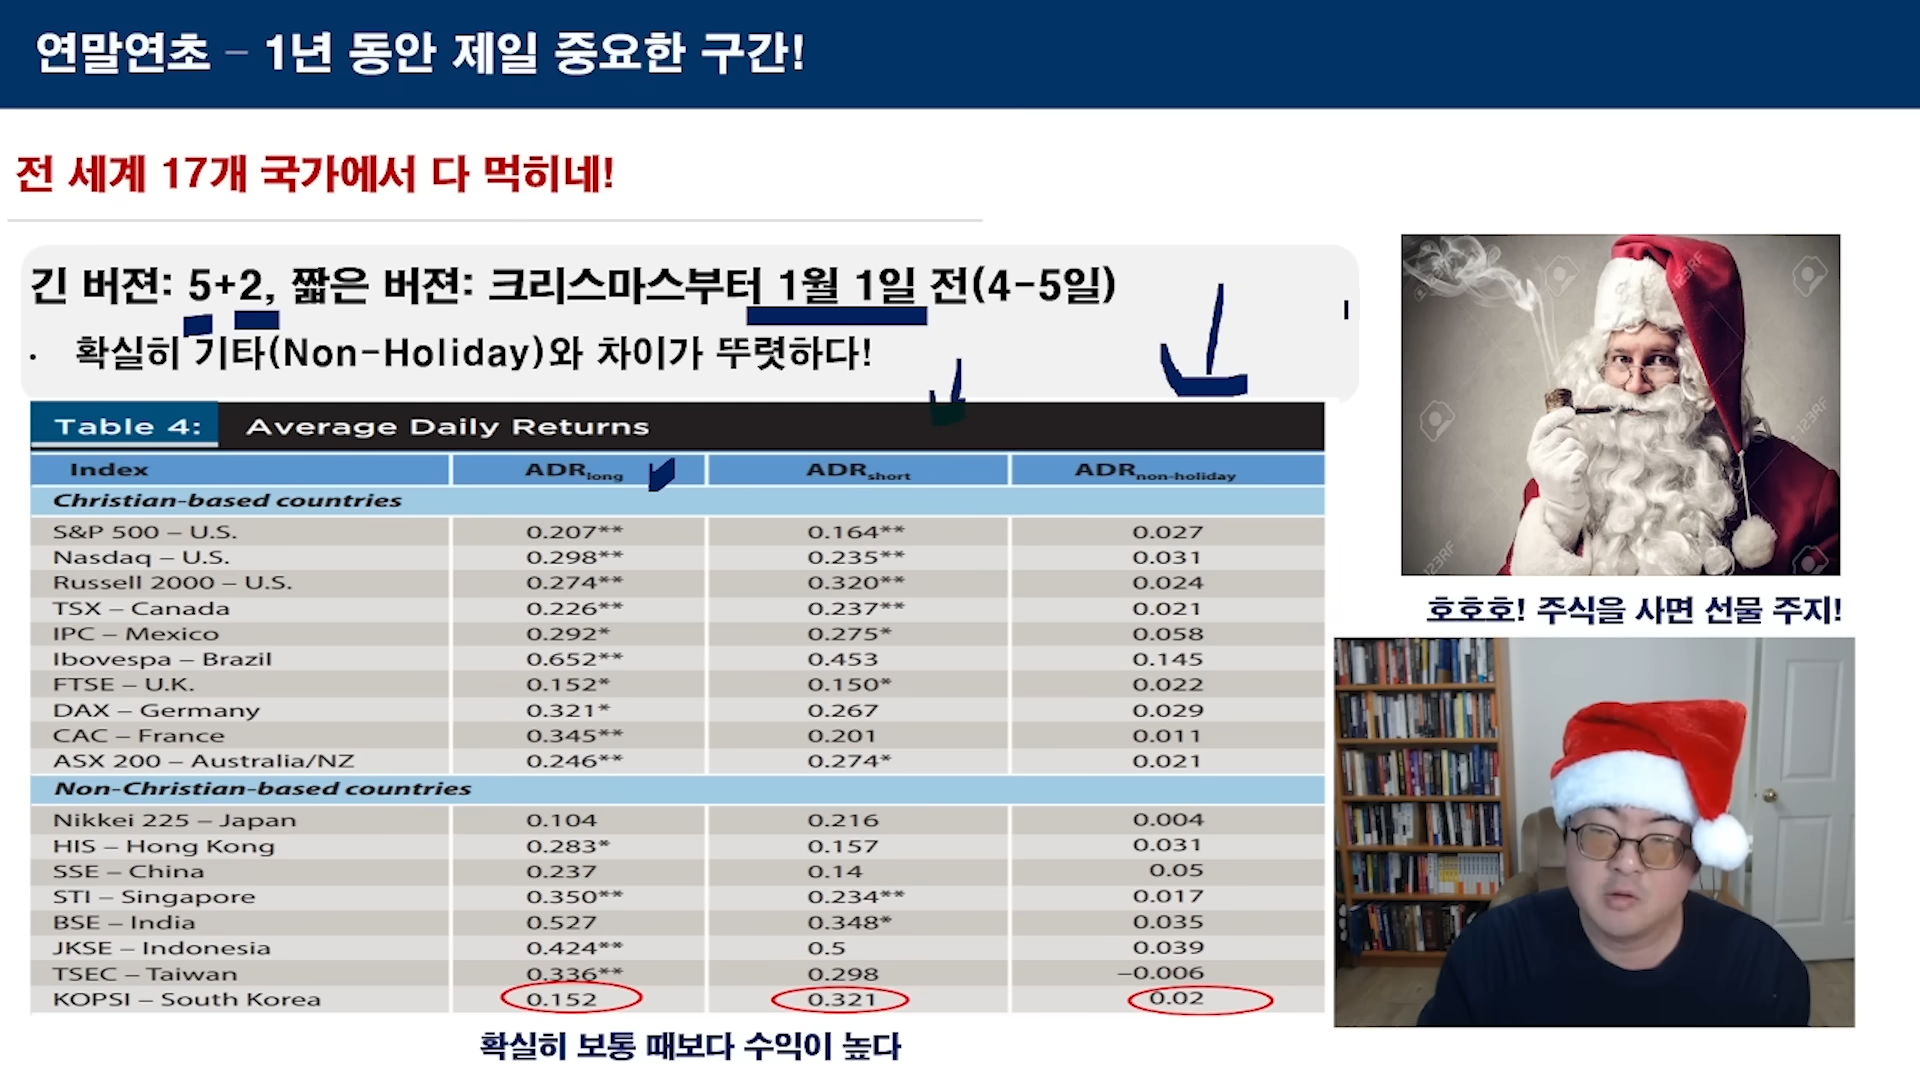 연말연초 – 1년 동안 제일 중요한 구간!
전 세계 17개 국가에서 다 먹히네!
긴 버젼: 5+2, 짧은 버젼: 크리스마스부터 1월 1일 전(4-5일)
· 확실히 기타(Non-Holiday)와 차이가 뚜렷하다!
Table 4: Average Daily Returns
Index ADRlong ADRshort ADRnon-holiday
Christian-based countries
S&P 500 – U.S. 0.207** 0.164** 0.027
Nasdaq – U.S. 0.298** 0.235** 0.031
Russell 2000 – U.S. 0.274** 0.320** 0.024
TSX – Canada 0.226** 0.237** 0.021
IPC – Mexico 0.292* 0.275* 0.058
Ibovespa – Brazil 0.652** 0.453 0.145
FTSE – U.K. 0.152* 0.150* 0.022
DAX – Germany 0.321* 0.267 0.029
CAC – France 0.345** 0.201 0.011
ASX 200 – Australia/NZ 0.246** 0.274* 0.021
Non-Christian-based countries
Nikkei 225 – Japan 0.104 0.216 0.004
HIS – Hong Kong 0.283* 0.157 0.031
SSE – China 0.237 0.14 0.05
STI – Singapore 0.350** 0.234** 0.017
BSE – India 0.527 0.348* 0.035
JKSE – Indonesia 0.424** 0.5 0.039
TSEC – Taiwan 0.336** 0.298 –0.006
KOPSI – South Korea 0.152 0.321 0.02
확실히 보통 때보다 수익이 높다
123RF
123RF
123RF
123RF
호호호! 주식을 사면 선물 주지!